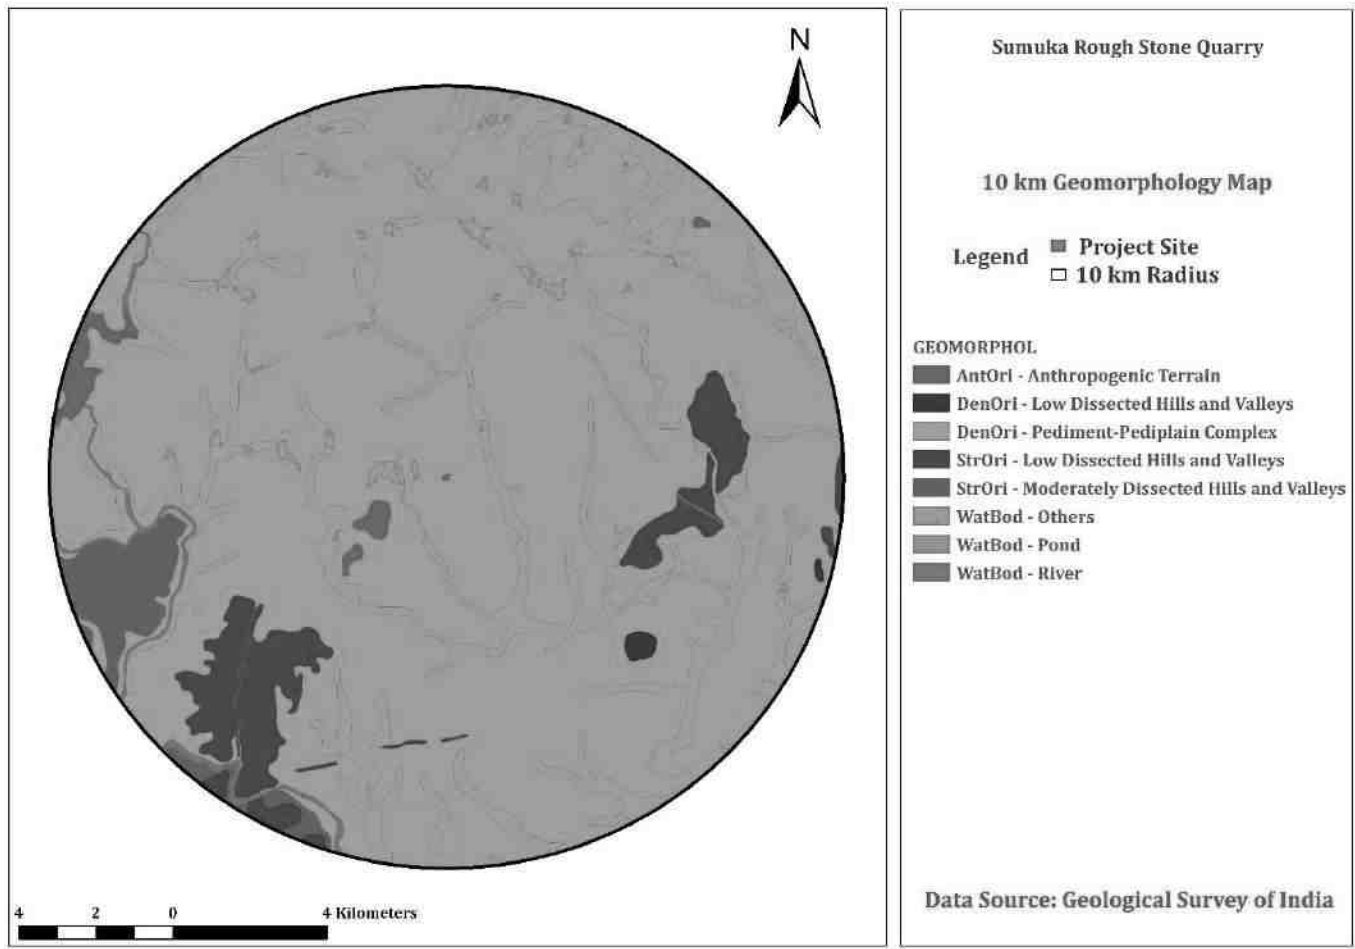 N
4 2 0 4 Kilometers
Sumuka Rough Stone Quarry
10 km Geomorphology Map
Legend
Project Site
10 km Radius
GEOMORPHOL
AntOri - Anthropogenic Terrain
DenOri - Low Dissected Hills and Valleys
DenOri - Pediment-Pediplain Complex
StrOri - Low Dissected Hills and Valleys
StrOri - Moderately Dissected Hills and Valleys
WatBod - Others
WatBod - Pond
WatBod - River
Data Source: Geological Survey of India